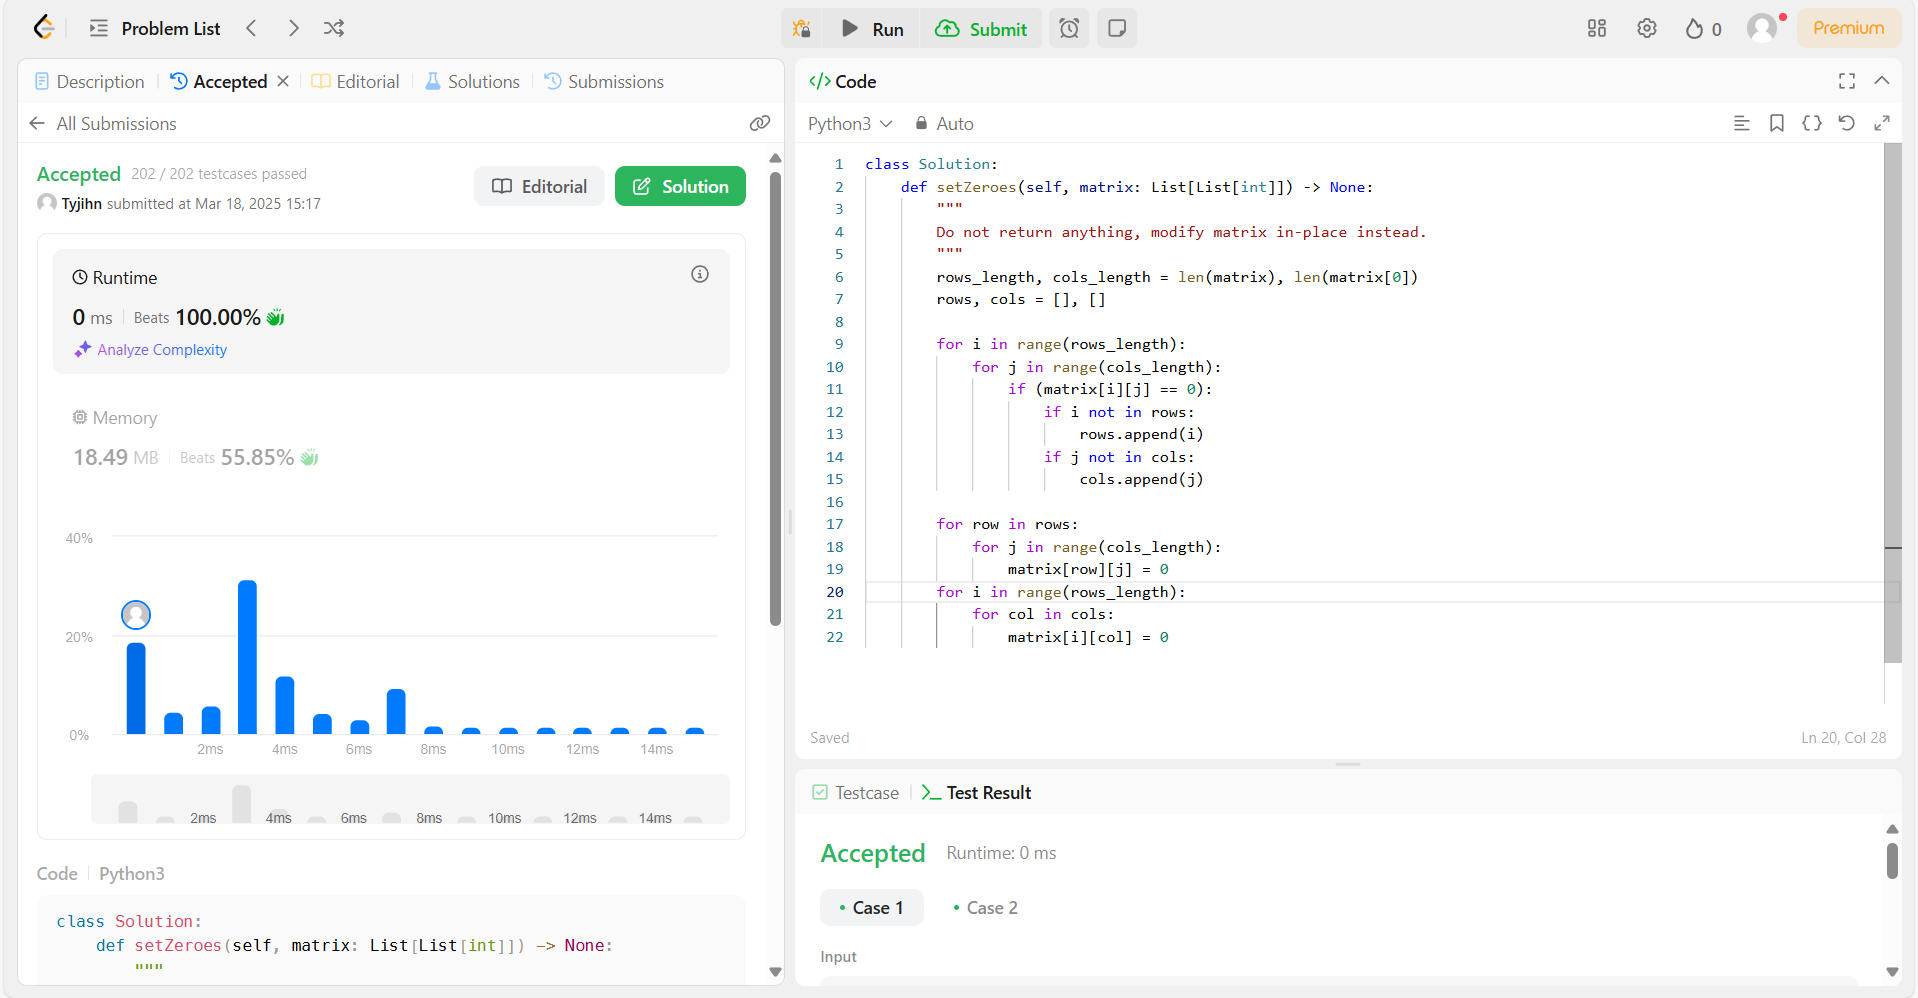 Problem List
Run
Submit
0
Premium
Description
Accepted
Editorial
Solutions
Submissions
All Submissions
Accepted 202 / 202 testcases passed
Tyjihn submitted at Mar 18, 2025 15:17
Editorial
Solution
Runtime
0 ms Beats 100.00%
Analyze Complexity
Memory
18.49 MB Beats 55.85%
40%
20%
0%
2ms 4ms 6ms 8ms 10ms 12ms 14ms
2ms 4ms 6ms 8ms 10ms 12ms 14ms
Code Python3
class Solution:
    def setZeroes(self, matrix: List[List[int]]) -> None:
        """
</> Code
Python3 Auto
1 class Solution:
2     def setZeroes(self, matrix: List[List[int]]) -> None:
3         """
4         Do not return anything, modify matrix in-place instead.
5         """
6         rows_length, cols_length = len(matrix), len(matrix[0])
7         rows, cols = [], []
8
9         for i in range(rows_length):
10             for j in range(cols_length):
11                 if (matrix[i][j] == 0):
12                     if i not in rows:
13                         rows.append(i)
14                     if j not in cols:
15                         cols.append(j)
16
17         for row in rows:
18             for j in range(cols_length):
19                 matrix[row][j] = 0
20         for i in range(rows_length):
21             for col in cols:
22                 matrix[i][col] = 0
Saved
Ln 20, Col 28
Testcase
Test Result
Accepted Runtime: 0 ms
• Case 1
• Case 2
Input